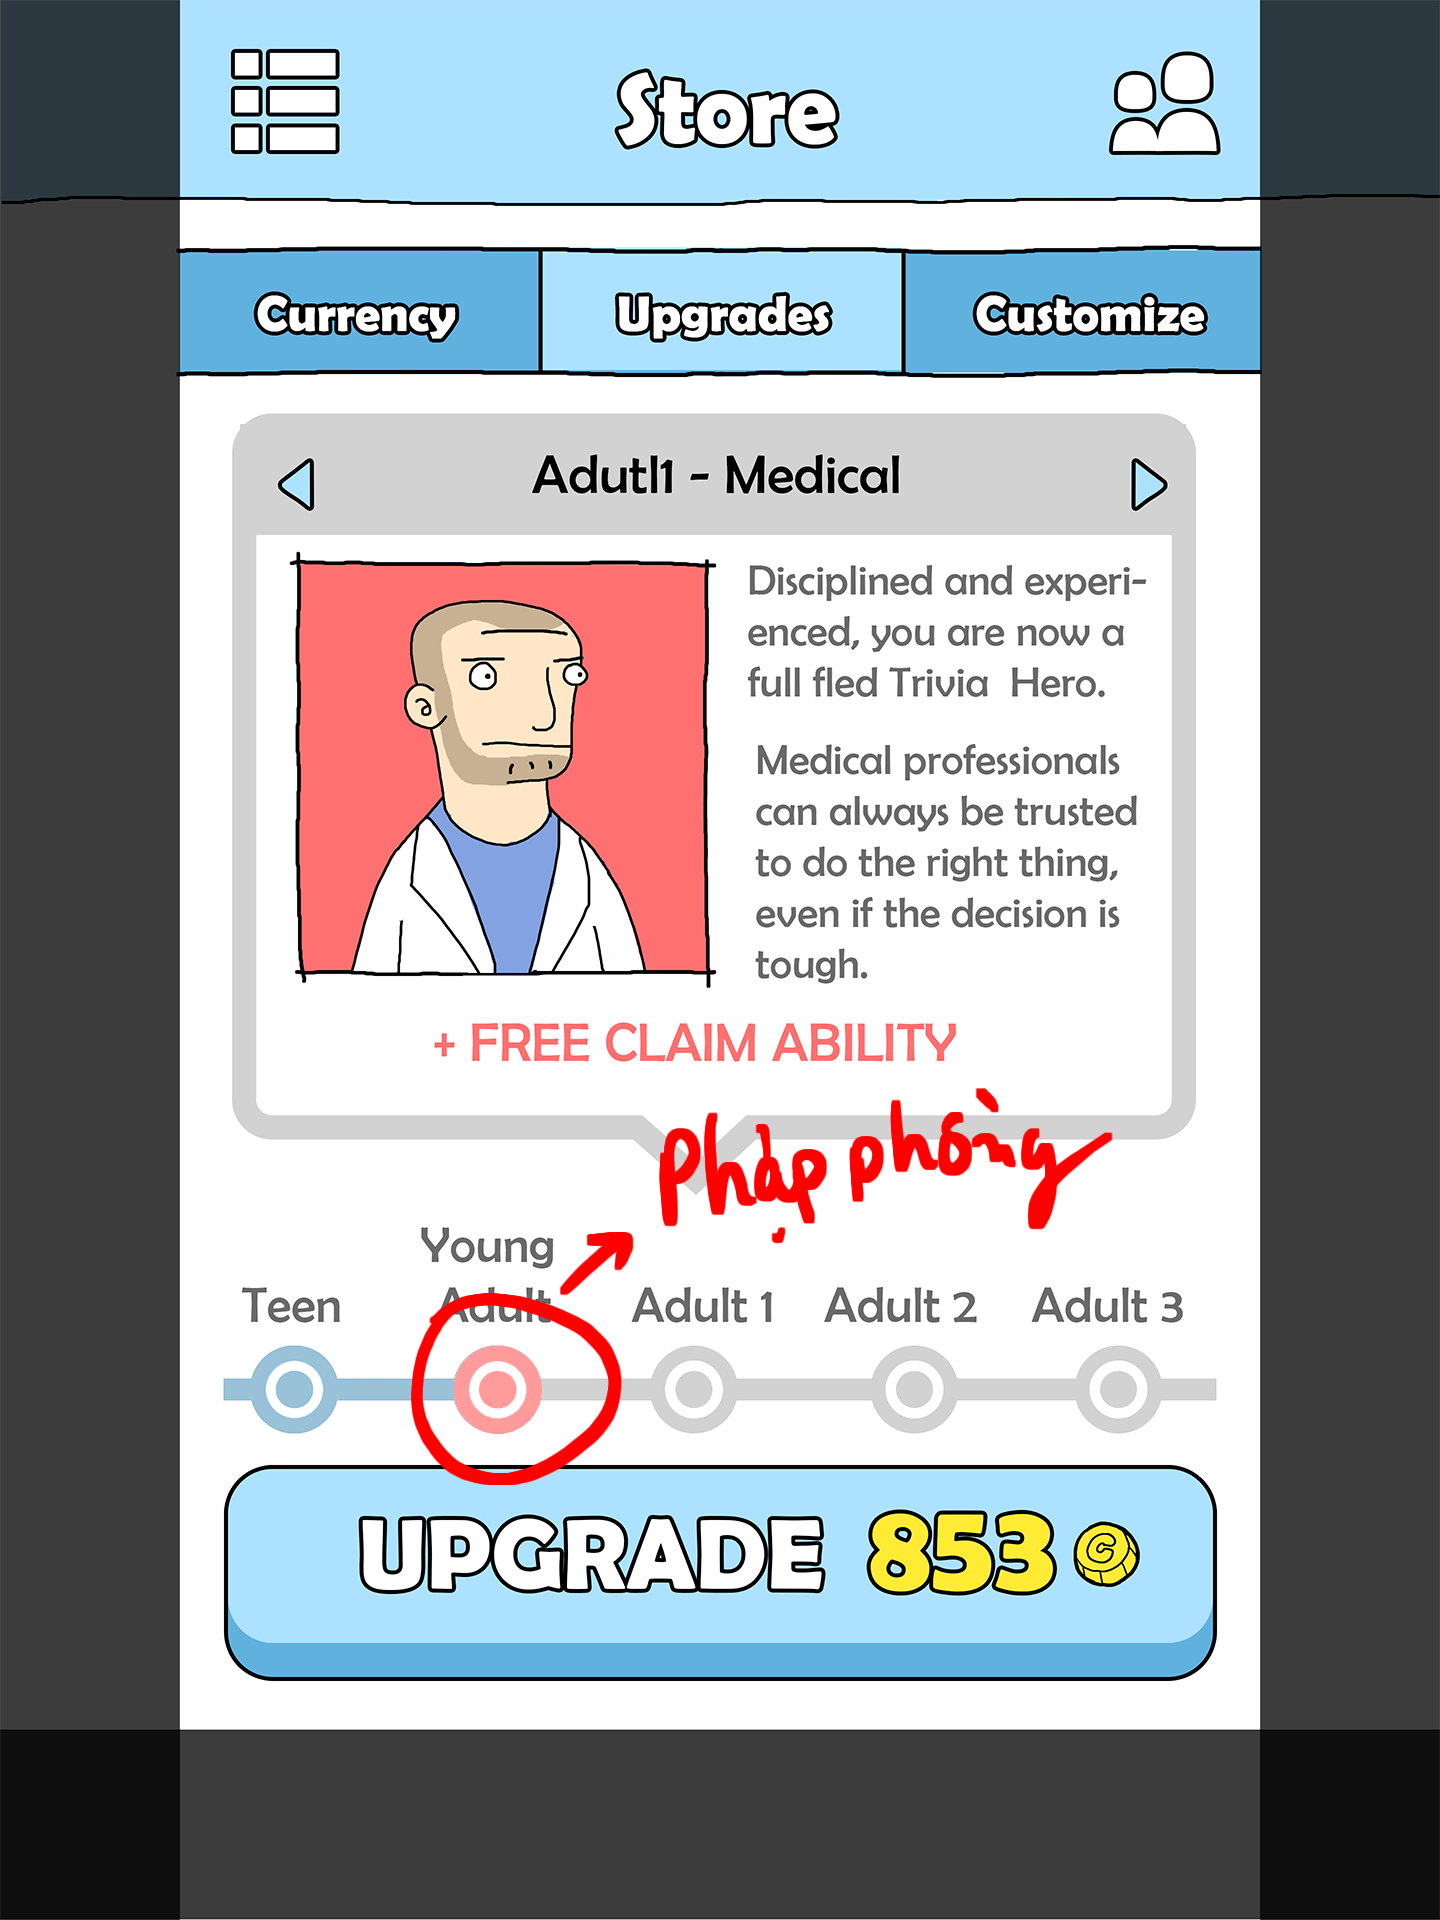 Store
Currency
Upgrades
Customize
Adutl1 - Medical
Disciplined and experi-
enced, you are now a
full fled Trivia Hero.
Medical professionals
can always be trusted
to do the right thing,
even if the decision is
tough.
+ FREE CLAIM ABILITY
Phập phồng
Young
Adult
Teen
Adult 1
Adult 2
Adult 3
UPGRADE 853
C